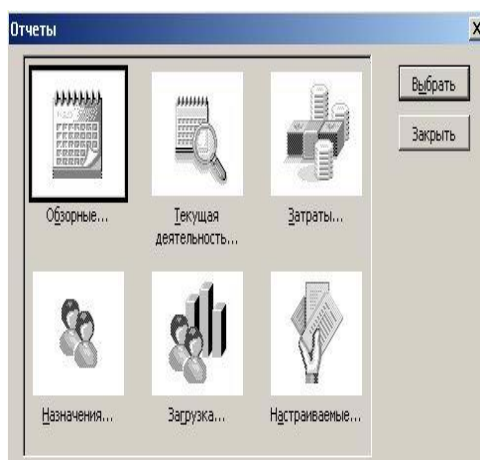 Отчеты
Выбрать
Закрыть
Обзорные...
Текущая
деятельность...
Затраты...
Назначения...
Загрузка...
Настраиваемые...